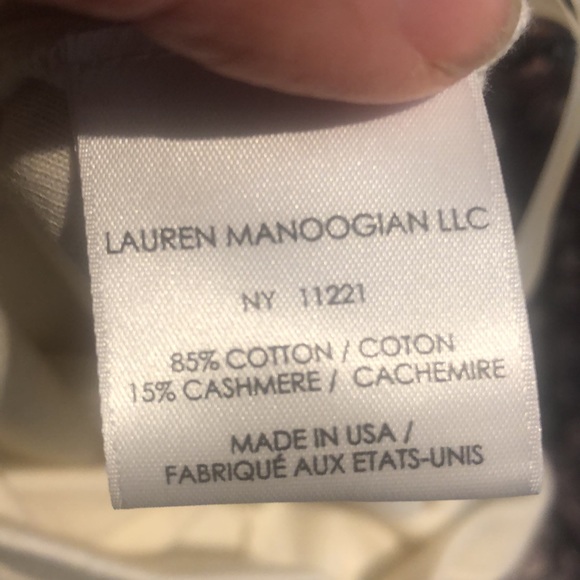 LAUREN MANOOGIAN LLC
NY 11221
85% COTTON / COTON
15% CASHMERE / CACHEMIRE
MADE IN USA /
FABRIQUÉ AUX ETATS-UNIS